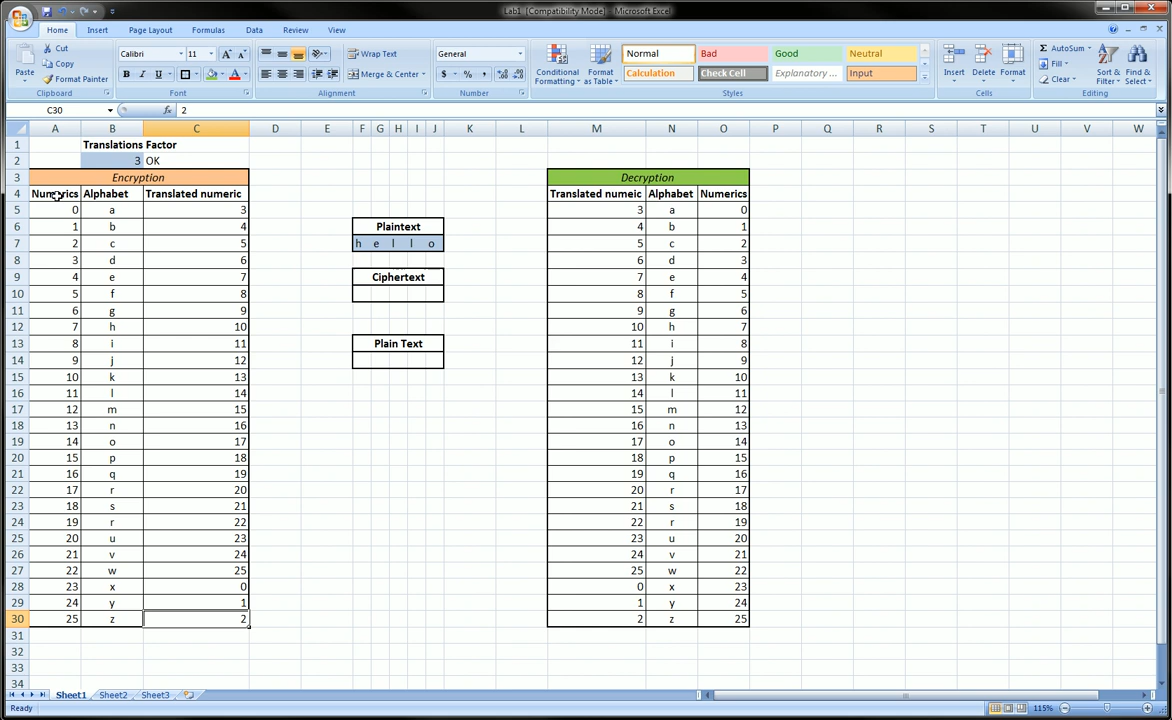 Lab1 [Compatibility Mode] - Microsoft Excel
Home Insert Page Layout Formulas Data Review View
Paste
Cut
Copy
Format Painter
Clipboard
Calibri 11
Font
Wrap Text
Merge & Center
Alignment
General
Number
Conditional Formatting
Format as Table
Normal Bad Good Neutral
Calculation Check Cell Explanatory ... Input
Styles
Insert Delete Format
Cells
AutoSum
Fill
Clear
Sort & Filter
Find & Select
Editing
C30 fx 2
A B C D E F G H I J K L M N O P Q R S T U V W
1 Translations Factor
2 3 OK
3 Encryption Decryption
4 Numerics Alphabet Translated numeric Translated numeic Alphabet Numerics
5 0 a 3 3 a 0
6 1 b 4 Plaintext 4 b 1
7 2 c 5 h e l l o 5 c 2
8 3 d 6 6 d 3
9 4 e 7 Ciphertext 7 e 4
10 5 f 8 8 f 5
11 6 g 9 9 g 6
12 7 h 10 10 h 7
13 8 i 11 Plain Text 11 i 8
14 9 j 12 12 j 9
15 10 k 13 13 k 10
16 11 l 14 14 l 11
17 12 m 15 15 m 12
18 13 n 16 16 n 13
19 14 o 17 17 o 14
20 15 p 18 18 p 15
21 16 q 19 19 q 16
22 17 r 20 20 r 17
23 18 s 21 21 s 18
24 19 r 22 22 r 19
25 20 u 23 23 u 20
26 21 v 24 24 v 21
27 22 w 25 25 w 22
28 23 x 0 0 x 23
29 24 y 1 1 y 24
30 25 z 2 2 z 25
31
32
33
34
Sheet1 Sheet2 Sheet3
Ready 115%